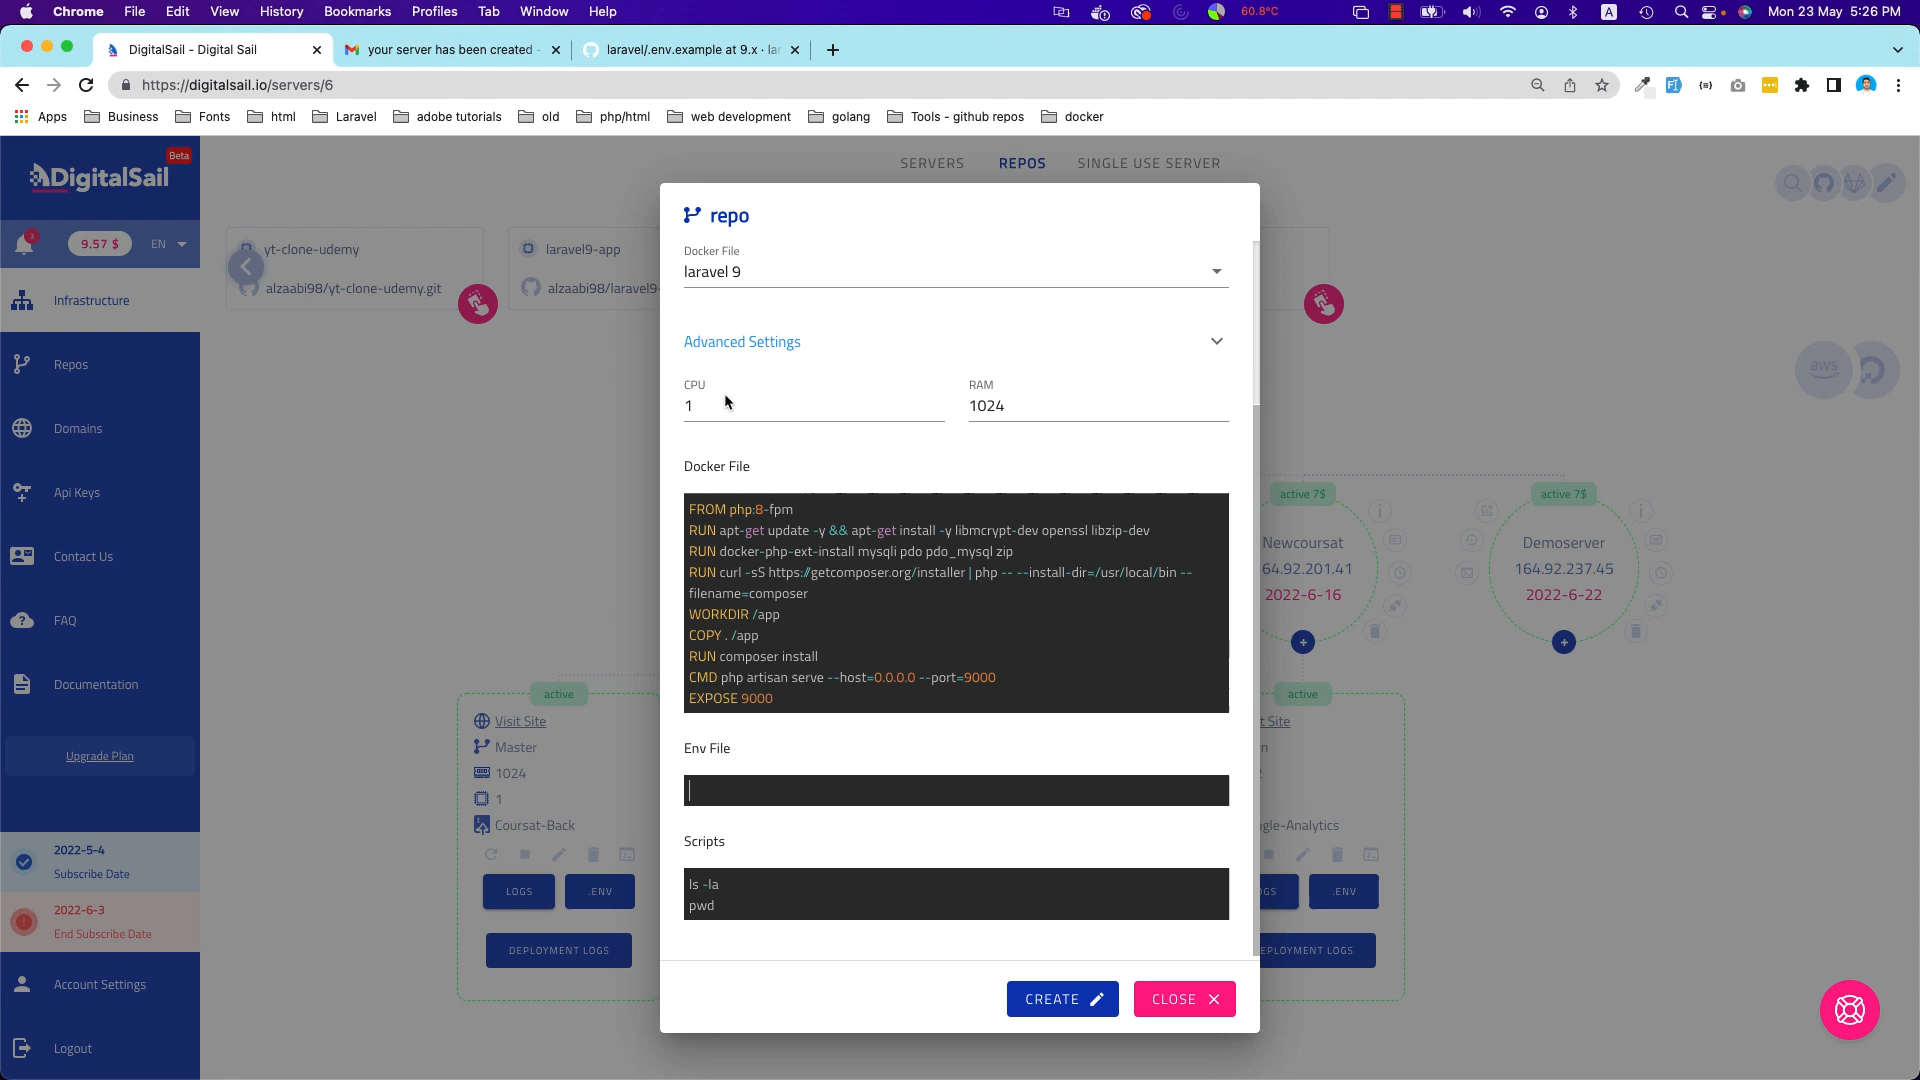 Chrome File Edit View History Bookmarks Profiles Tab Window Help
60.8°C
A
Mon 23 May 5:26 PM
DigitalSail - Digital Sail
your server has been created -
laravel/.env.example at 9.x · lar
https://digitalsail.io/servers/6
Apps Business Fonts html Laravel adobe tutorials old php/html web development golang Tools - github repos docker
DigitalSail
Beta
SERVERS REPOS SINGLE USE SERVER
3
9.57 $
EN
Infrastructure
Repos
Domains
Api Keys
Contact Us
FAQ
Documentation
Upgrade Plan
2022-5-4
Subscribe Date
2022-6-3
End Subscribe Date
Account Settings
Logout
yt-clone-udemy
alzaabi98/yt-clone-udemy.git
laravel9-app
alzaabi98/laravel9-
aws
active 7$
Newcoursat
64.92.201.41
2022-6-16
active 7$
Demoserver
164.92.237.45
2022-6-22
active
Visit Site
Master
1024
1
Coursat-Back
LOGS
.ENV
DEPLOYMENT LOGS
active
t Site
n
gle-Analytics
OGS
.ENV
EPLOYMENT LOGS
repo
Docker File
laravel 9
Advanced Settings
CPU
1
RAM
1024
Docker File
FROM php:8-fpm
RUN apt-get update -y && apt-get install -y libmcrypt-dev openssl libzip-dev
RUN docker-php-ext-install mysqli pdo pdo_mysql zip
RUN curl -sS https://getcomposer.org/installer | php -- --install-dir=/usr/local/bin --
filename=composer
WORKDIR /app
COPY . /app
RUN composer install
CMD php artisan serve --host=0.0.0.0 --port=9000
EXPOSE 9000
Env File
Scripts
ls -la
pwd
CREATE
CLOSE